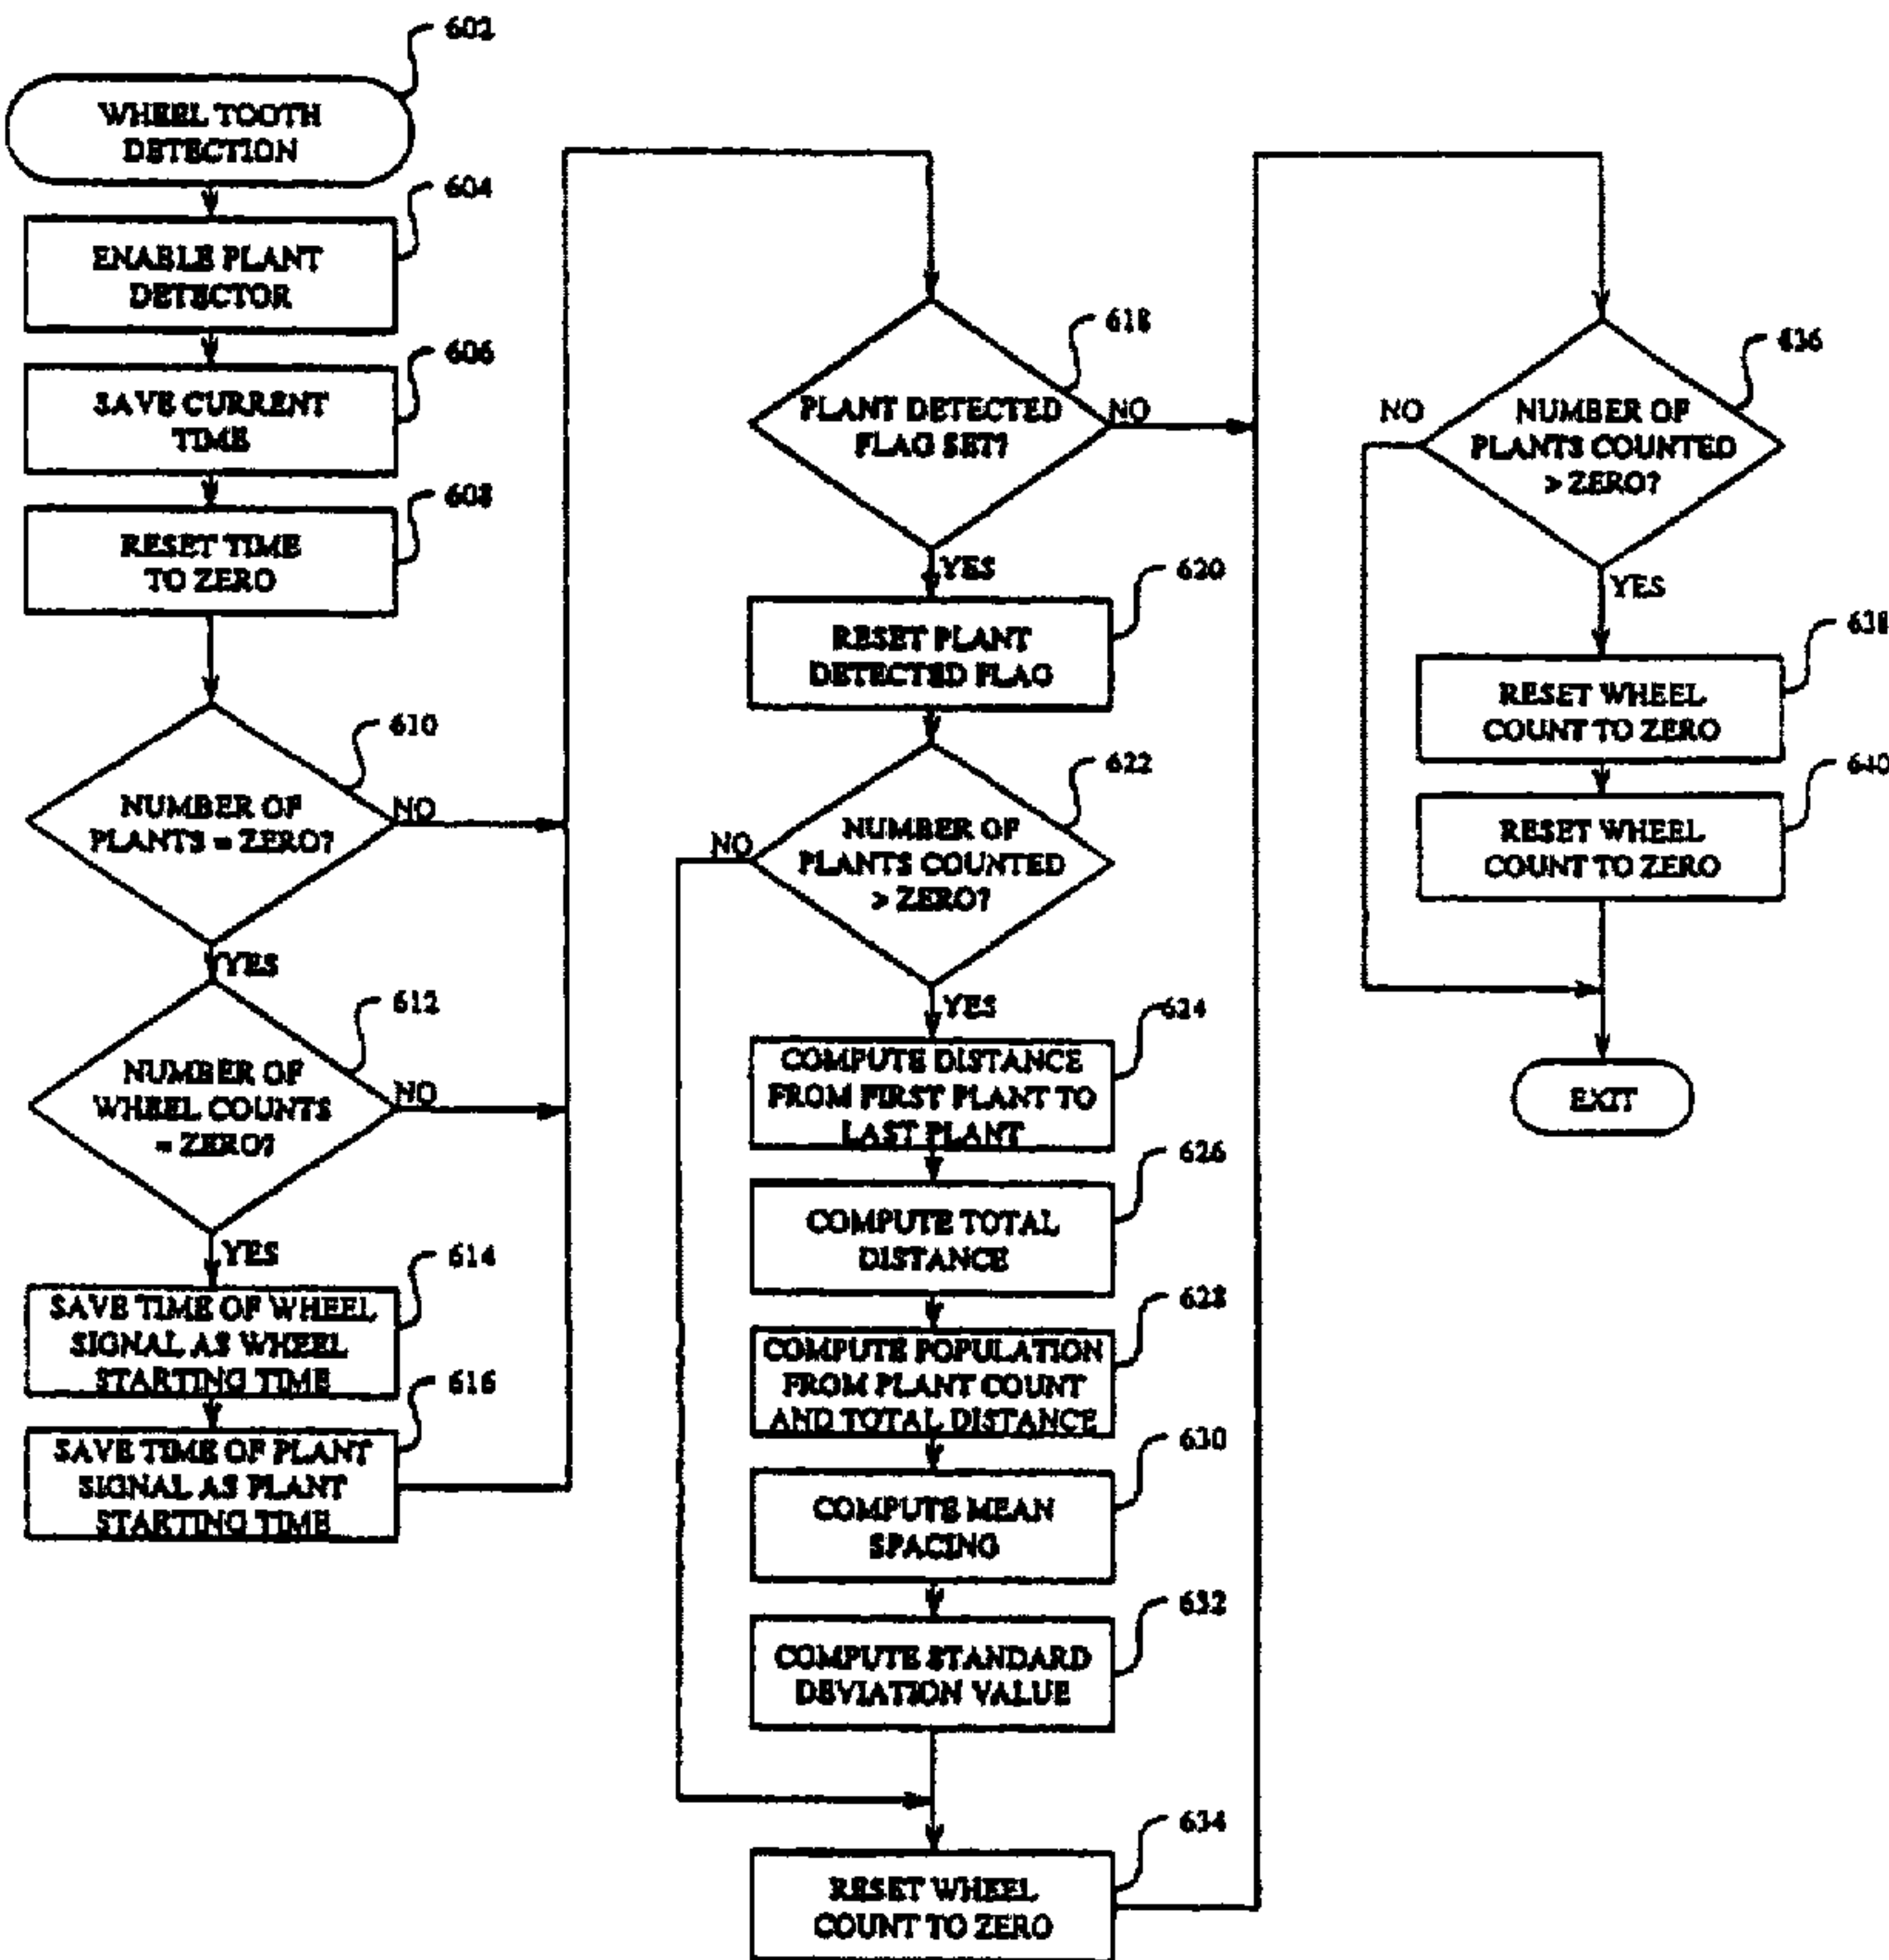 602
WHEEL TOOTH
DETECTION
604
ENABLE PLANT
DETECTOR
606
SAVE CURRENT
TIME
608
RESET TIME
TO ZERO
610
NUMBER OF
PLANTS = ZERO?
NO
YES
612
NUMBER OF
WHEEL COUNTS
= ZERO?
NO
YES
614
SAVE TIME OF WHEEL
SIGNAL AS WHEEL
STARTING TIME
616
SAVE TIME OF PLANT
SIGNAL AS PLANT
STARTING TIME
618
PLANT DETECTED
FLAG SET?
NO
YES
620
RESET PLANT
DETECTED FLAG
622
NUMBER OF
PLANTS COUNTED
> ZERO?
NO
YES
624
COMPUTE DISTANCE
FROM FIRST PLANT TO
LAST PLANT
626
COMPUTE TOTAL
DISTANCE
628
COMPUTE POPULATION
FROM PLANT COUNT
AND TOTAL DISTANCE
630
COMPUTE MEAN
SPACING
632
COMPUTE STANDARD
DEVIATION VALUE
634
RESET WHEEL
COUNT TO ZERO
636
NUMBER OF
PLANTS COUNTED
> ZERO?
NO
YES
638
RESET WHEEL
COUNT TO ZERO
640
RESET WHEEL
COUNT TO ZERO
EXIT